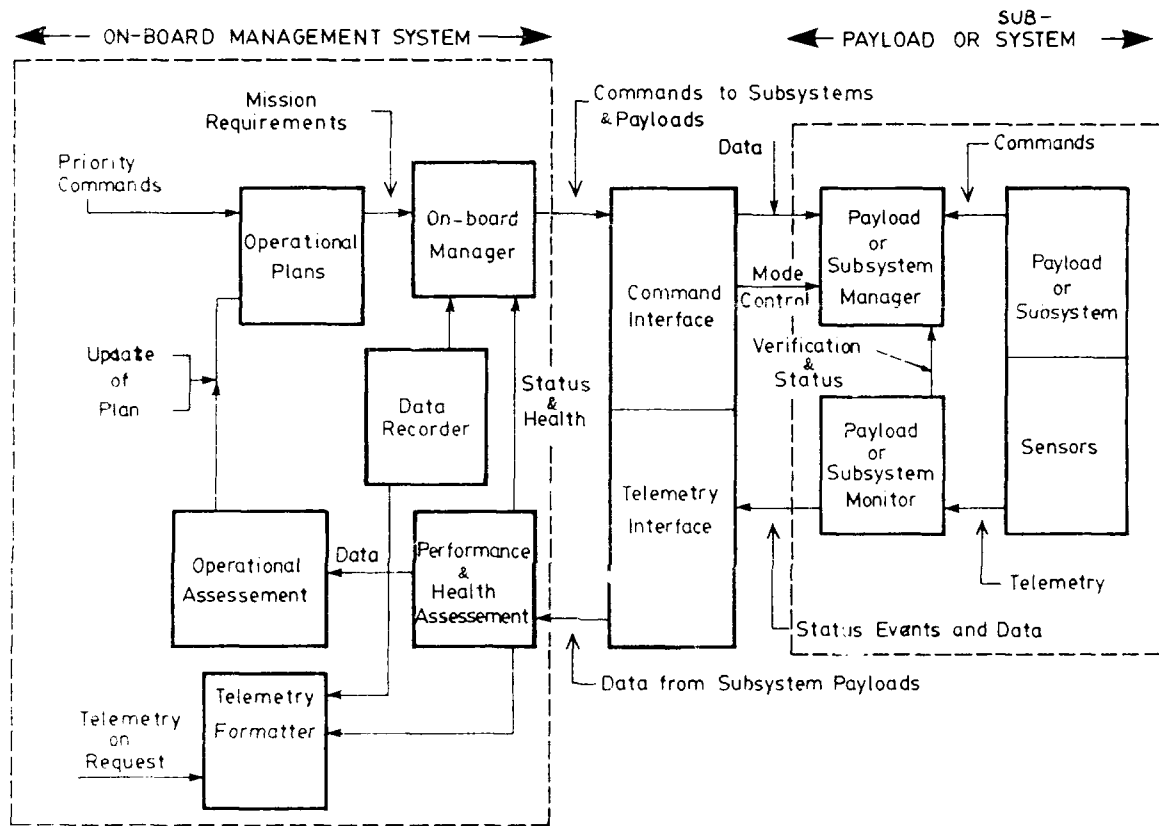 ON-BOARD MANAGEMENT SYSTEM
SUB-
PAYLOAD OR SYSTEM
Mission
Requirements
Commands to Subsystems
& Payloads
Data
Commands
Priority
Commands
Operational
Plans
On-board
Manager
Payload
or
Subsystem
Manager
Payload
or
Subsystem
Command
Interface
Mode
Control
Verification
&
Status
Update
of
Plan
Data
Recorder
Status
&
Health
Payload
or
Subsystem
Monitor
Sensors
Telemetry
Interface
Operational
Assessement
Data
Performance
&
Health
Assessement
Telemetry
Status Events and Data
Data from Subsystem Payloads
Telemetry
Formatter
Telemetry
on
Request